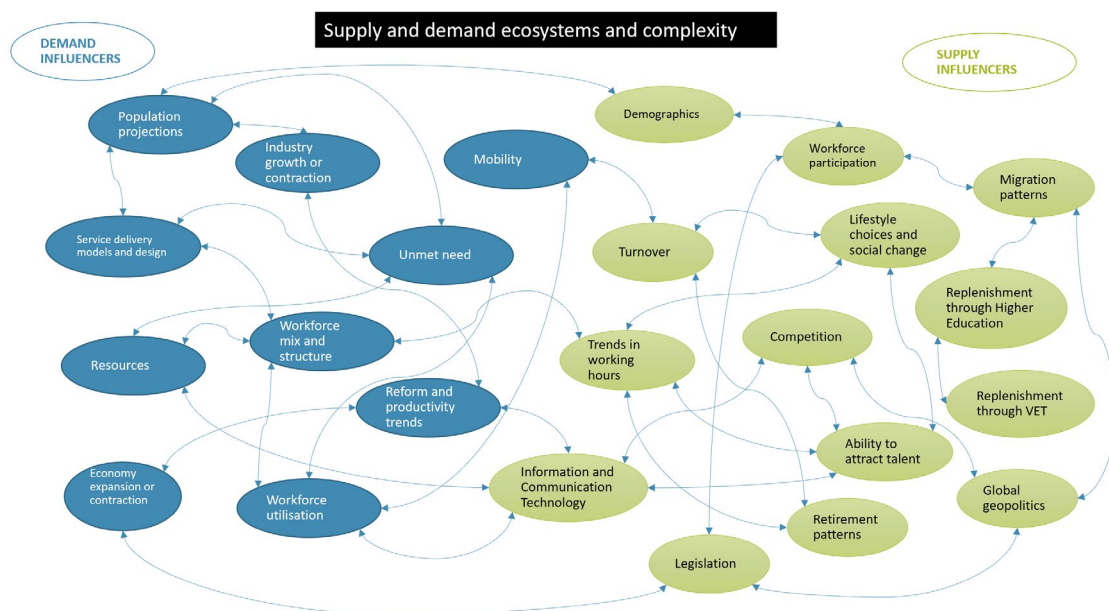 Supply and demand ecosystems and complexity
DEMAND
INFLUENCERS
SUPPLY
INFLUENCERS
Population
projections
Industry
growth or
contraction
Mobility
Demographics
Workforce
participation
Migration
patterns
Service delivery
models and design
Unmet need
Turnover
Lifestyle
choices and
social change
Replenishment
through Higher
Education
Resources
Workforce
mix and
structure
Trends in
working
hours
Competition
Reform and
productivity
trends
Replenishment
through VET
Ability to
attract talent
Economy
expansion or
contraction
Workforce
utilisation
Information and
Communication
Technology
Retirement
patterns
Global
geopolitics
Legislation